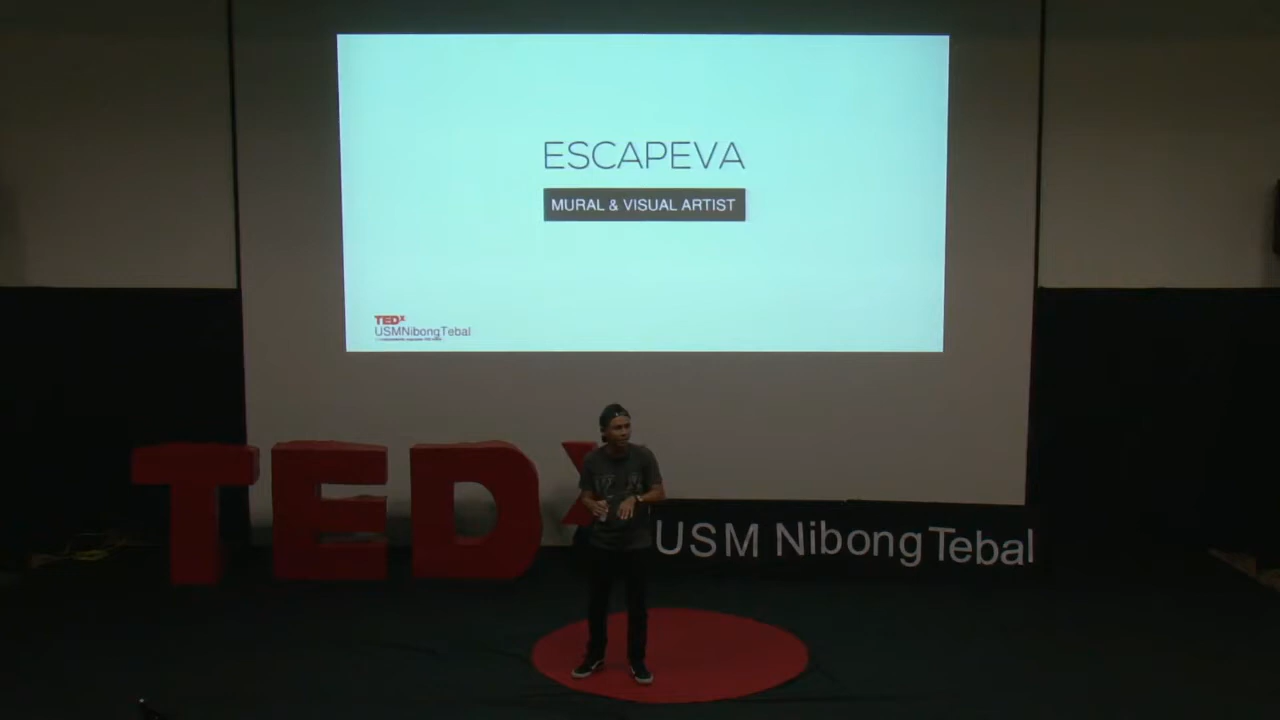 ESCAPEVA
MURAL & VISUAL ARTIST
TEDx
USMNibongTebal
TEDx
USM Nibong Tebal